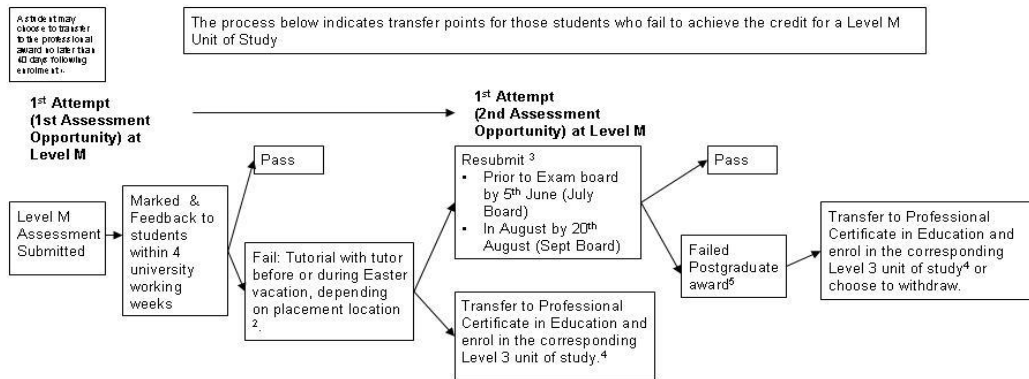 A student may
choose to transfer
to the professional
award no later than
40 days following
enrolment
The process below indicates transfer points for those students who fail to achieve the credit for a Level M
Unit of Study
1st Attempt
(1st Assessment
Opportunity) at
Level M
1st Attempt
(2nd Assessment
Opportunity) at Level M
Level M
Assessment
Submitted
Marked &
Feedback to
students
within 4
university
working
weeks
Pass
Fail: Tutorial with tutor
before or during Easter
vacation, depending
on placement location
2.
Resubmit 3
▪ Prior to Exam board
by 5th June (July
Board)
▪ In August by 20th
August (Sept Board)
Transfer to Professional
Certificate in Education and
enrol in the corresponding
Level 3 unit of study.4
Pass
Failed
Postgraduate
award5
Transfer to Professional
Certificate in Education and
enrol in the corresponding
Level 3 unit of study4 or
choose to withdraw.